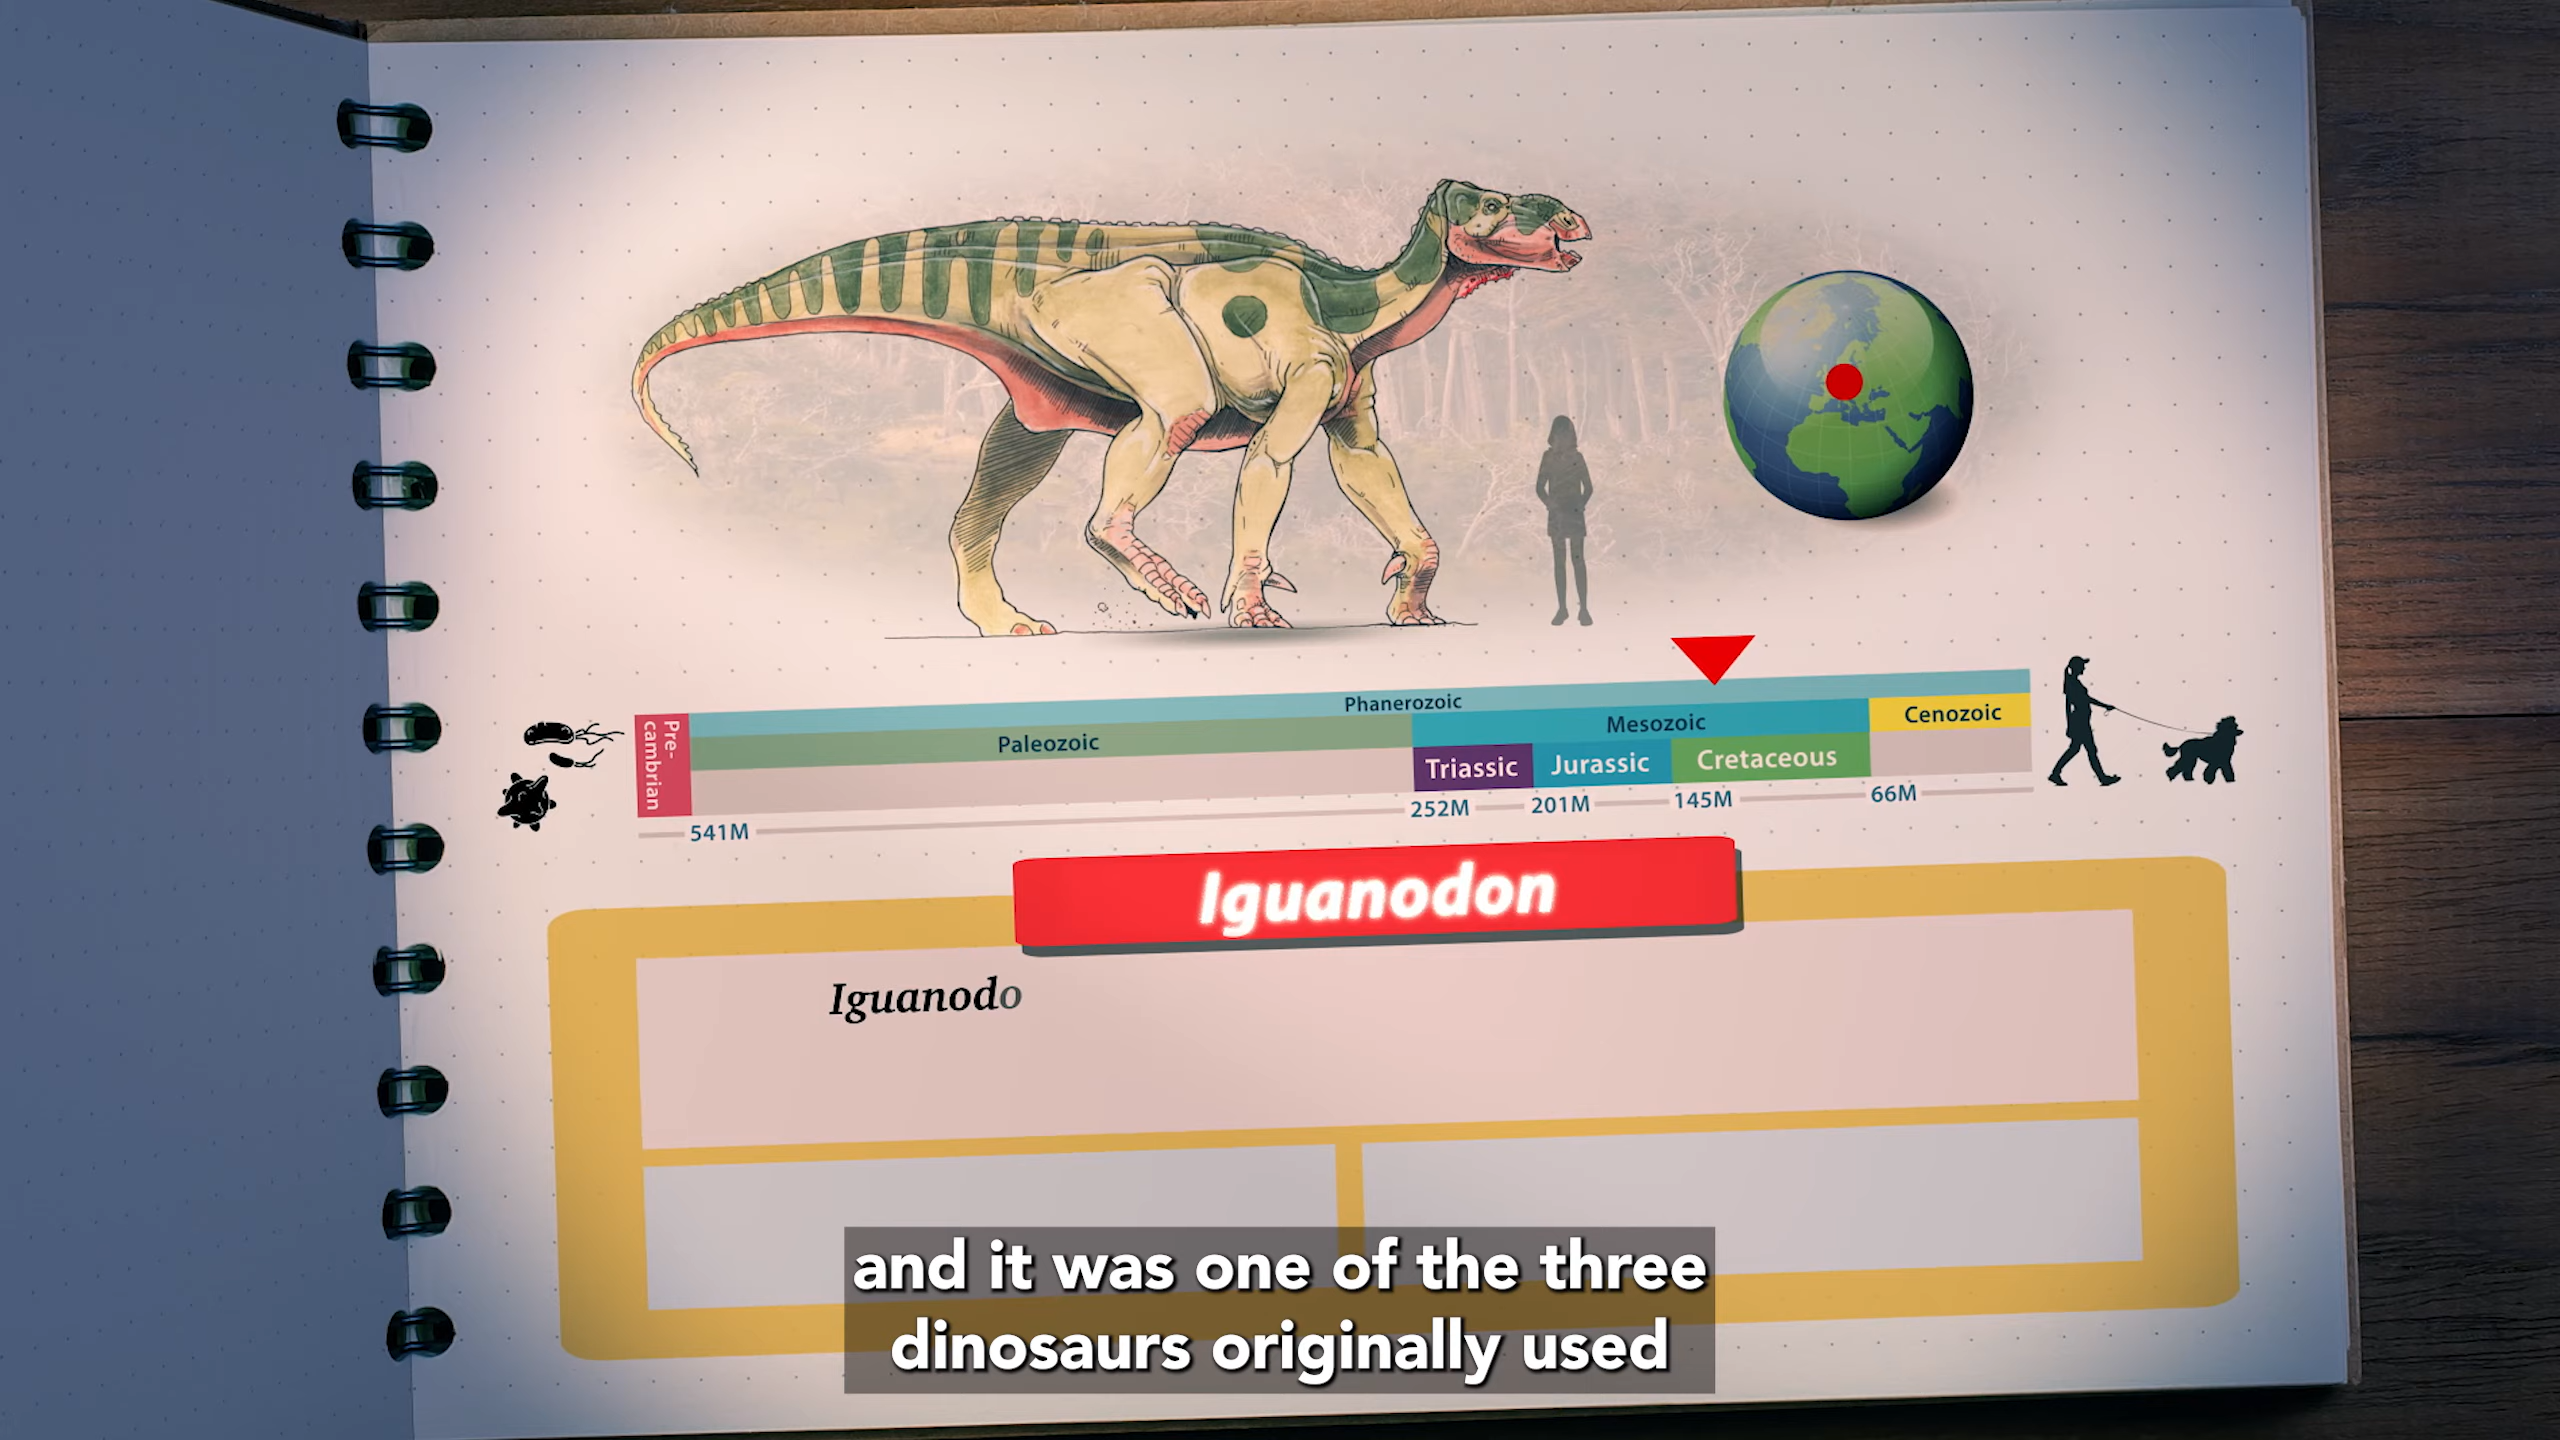 Phanerozoic
Pre-
cambrian
Paleozoic
Mesozoic
Cenozoic
Triassic
Jurassic
Cretaceous
541M
252M
201M
145M
66M
Iguanodon
Iguanodo
and it was one of the three
dinosaurs originally used